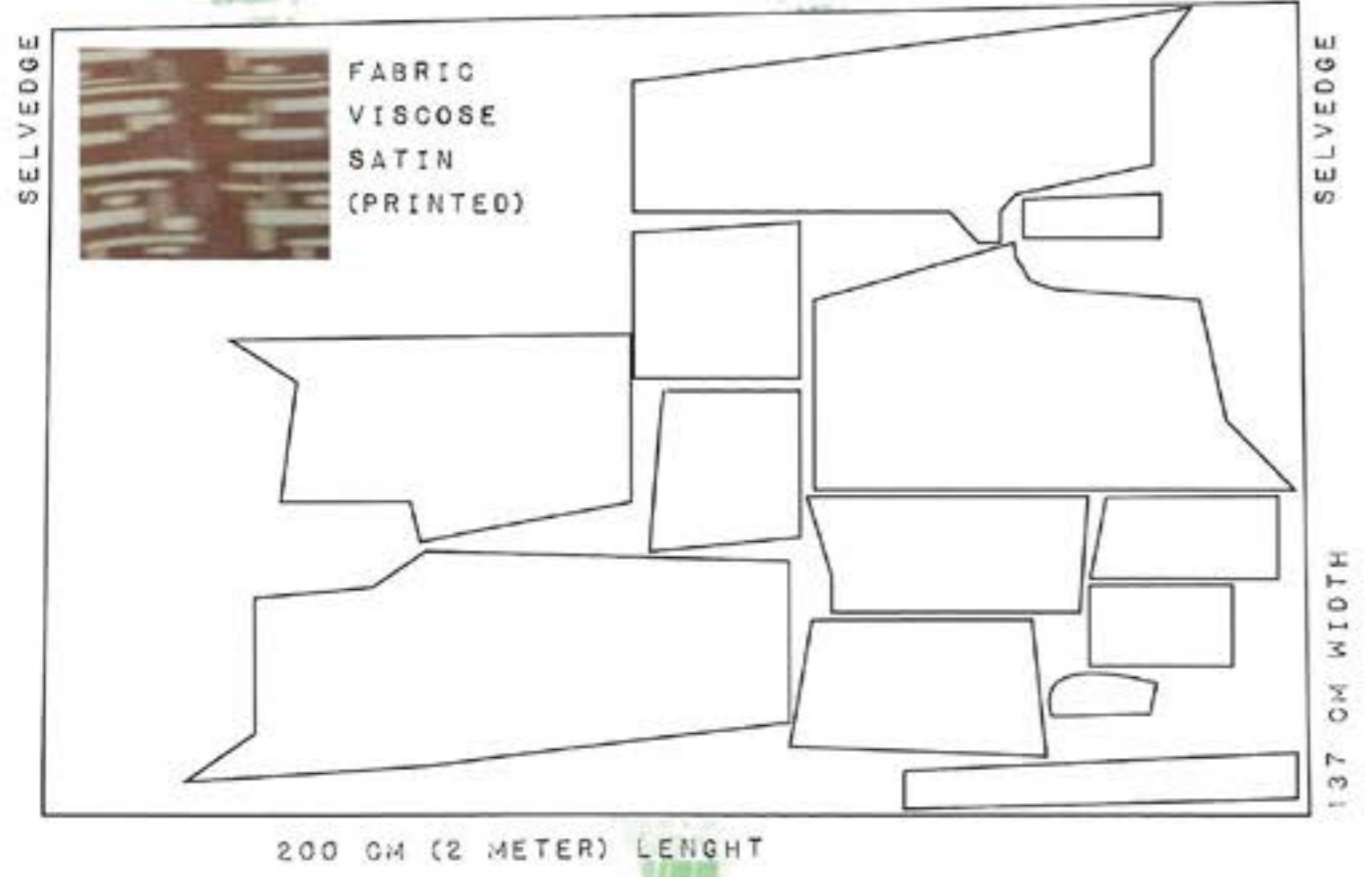 SELVEDGE
FABRIC
VISCOSE
SATIN
(PRINTED)
SELVEDGE
137 CM WIDTH
200 CM (2 METER) LENGHT